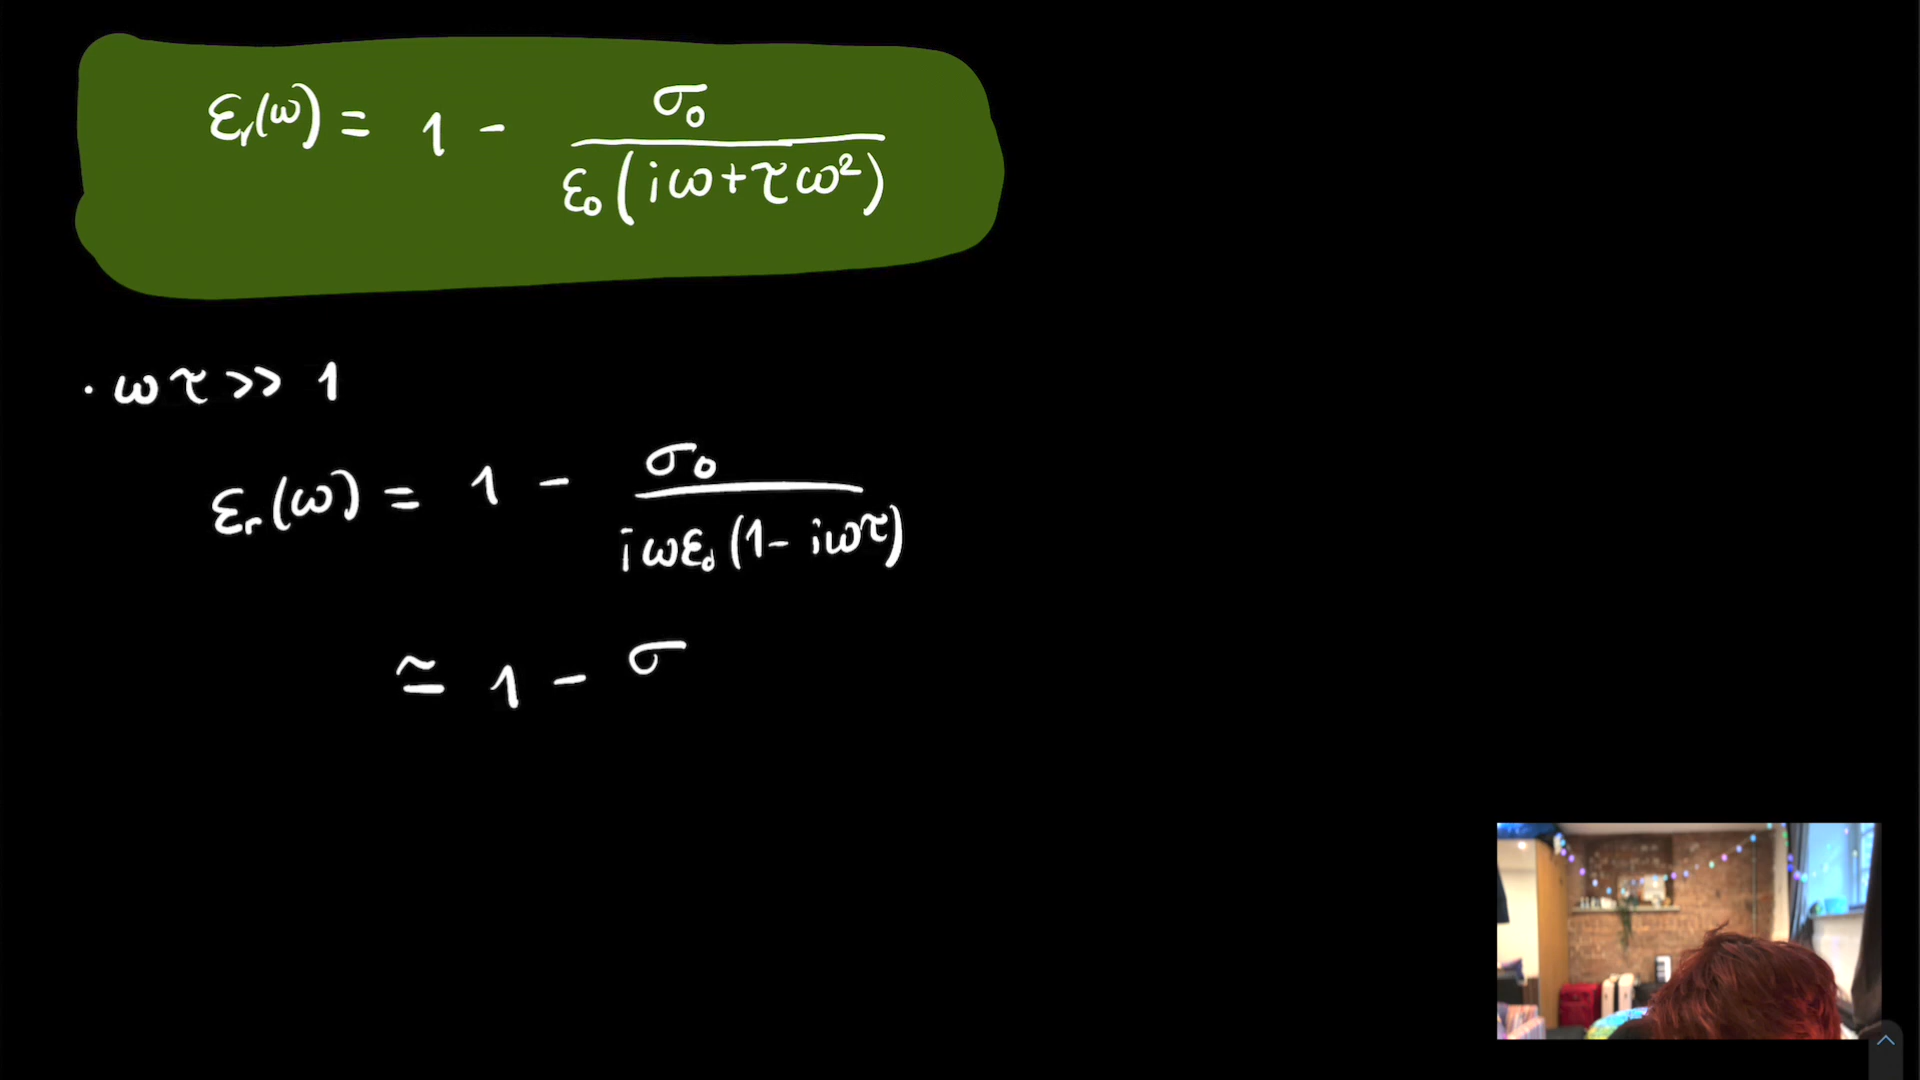 εᵣ(ω) = 1 - σ₀ / ε₀(iω + τω²)
· ωτ >> 1
εᵣ(ω) = 1 - σ₀ / iωε₀(1 - iωτ)
≃ 1 - σ